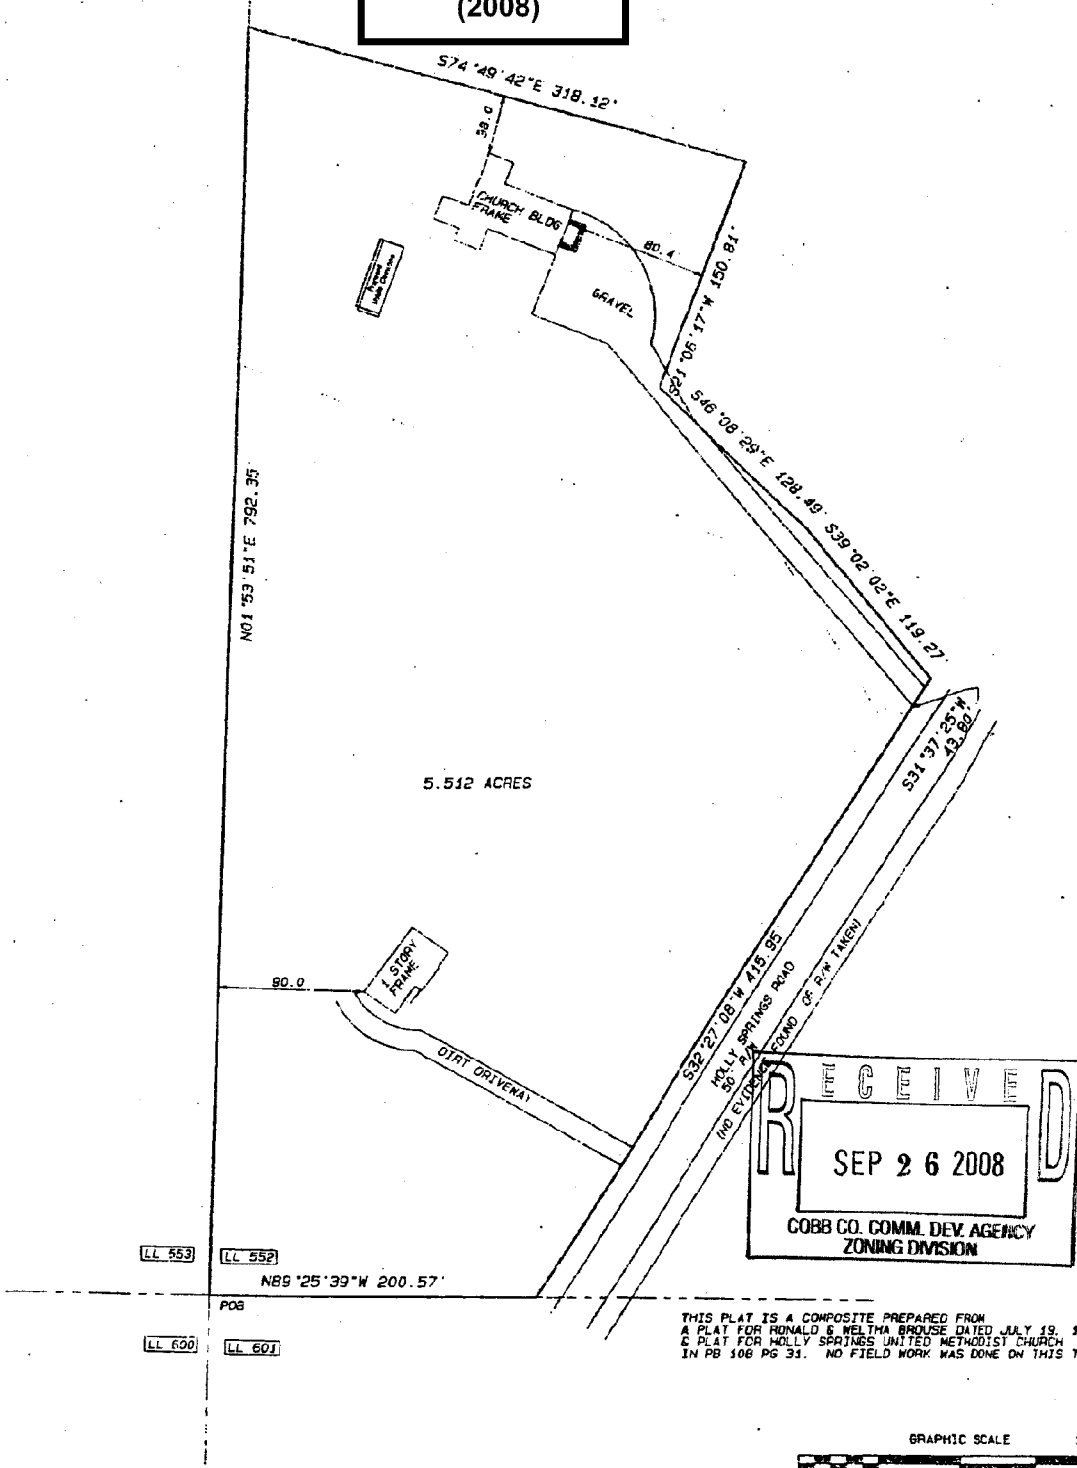 (2008)
S74°49'42"E 318.12'
98.0
CHURCH BLDG
FRAME
80.4
GRAVEL
S21°05'17"W 150.81'
S46°08'29"E 128.49'
S39°02'02"E 119.27'
N01°53'51"E 792.35'
S31°37'25"W
43.80'
5.512 ACRES
1 STORY
FRAME
90.0
DIRT DRIVEWAY
S32°27'08"W 415.95
HOLLY SPRINGS ROAD
50' R/W
(NO EVIDENCE FOUND OF R/W TAKEN)
RECEIVED
SEP 26 2008
COBB CO. COMM. DEV. AGENCY
ZONING DIVISION
LL 553
LL 552
N89°25'39"W 200.57'
POB
LL 600
LL 601
THIS PLAT IS A COMPOSITE PREPARED FROM
A PLAT FOR RONALD & WELTHA BROUSE DATED JULY 19, 1
& PLAT FOR HOLLY SPRINGS UNITED METHODIST CHURCH
IN PB 108 PG 31. NO FIELD WORK WAS DONE ON THIS T
GRAPHIC SCALE